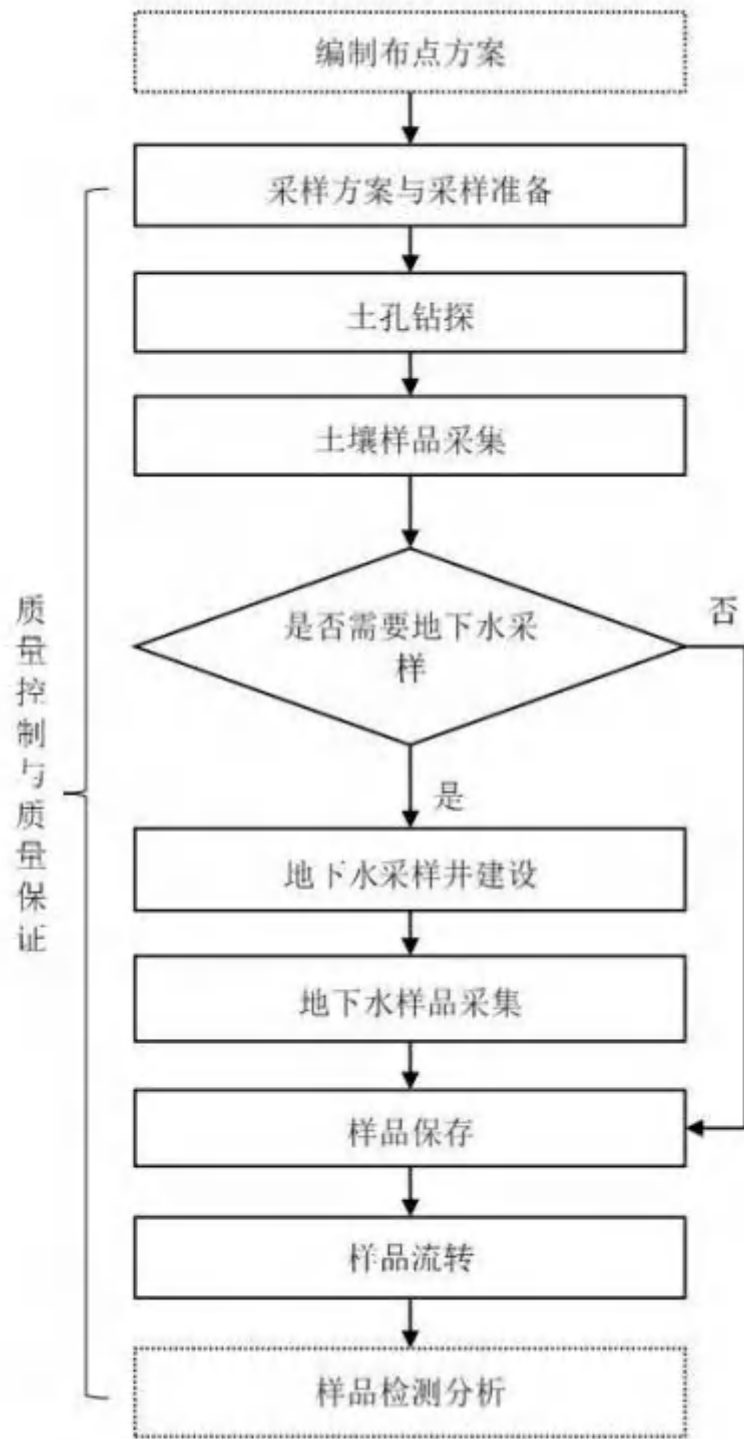 编制布点方案
采样方案与采样准备
土孔钻探
土壤样品采集
是否需要地下水采
样
否
是
地下水采样井建设
地下水样品采集
样品保存
样品流转
样品检测分析
质量控制与质量保证